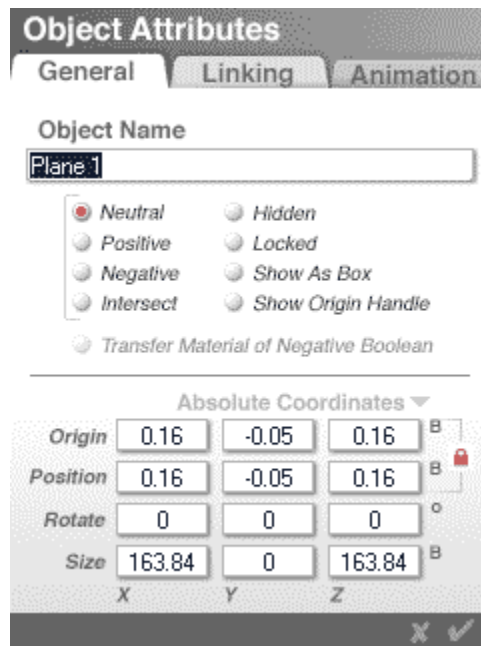 Object Attributes
General Linking Animation
Object Name
Plane 1
Neutral Hidden
Positive Locked
Negative Show As Box
Intersect Show Origin Handle
Transfer Material of Negative Boolean
Absolute Coordinates
Origin 0.16 -0.05 0.16 B
Position 0.16 -0.05 0.16 B
Rotate 0 0 0 o
Size 163.84 0 163.84 B
X Y Z